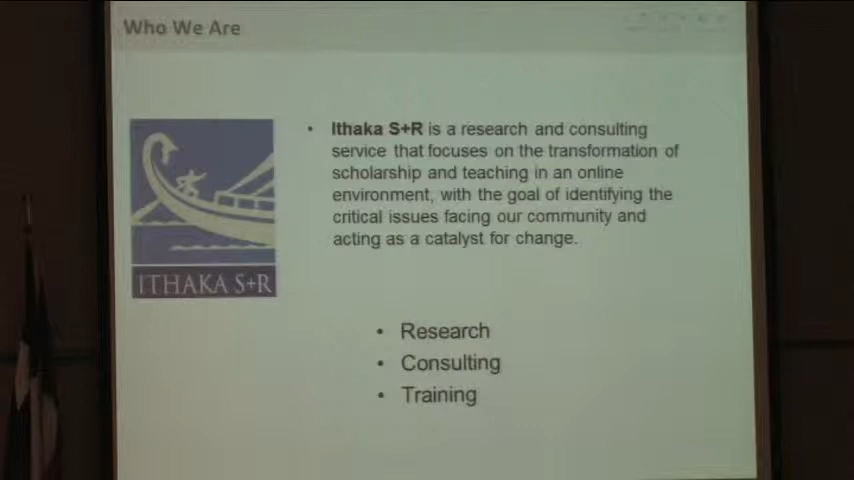 Who We Are
• Ithaka S+R is a research and consulting
service that focuses on the transformation of
scholarship and teaching in an online
environment, with the goal of identifying the
critical issues facing our community and
acting as a catalyst for change.
ITHAKA S+R
• Research
• Consulting
• Training